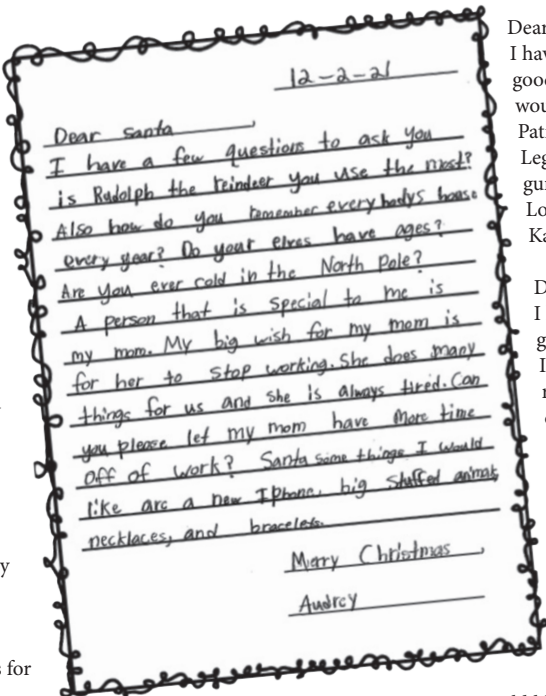 12-2-21
Dear Santa,
I have a few questions to ask you
is Rudolph the reindeer you use the most?
Also how do you remember everybodys house
every year? Do your elves have ages?
Are you ever cold in the North Pole?
A person that is special to me is
my mom. My big wish for my mom is
for her to stop working. She does many
things for us and she is always tired. Can
you please let my mom have more time
off of work? Santa some things I would
like are a new Iphone, big stuffed animal,
necklaces, and bracelets.
Merry Christmas,
Audrey
Dear
I hav
good
wou
Pat
Leg
gu
Lo
Ka
D
I
g
I
y
s for